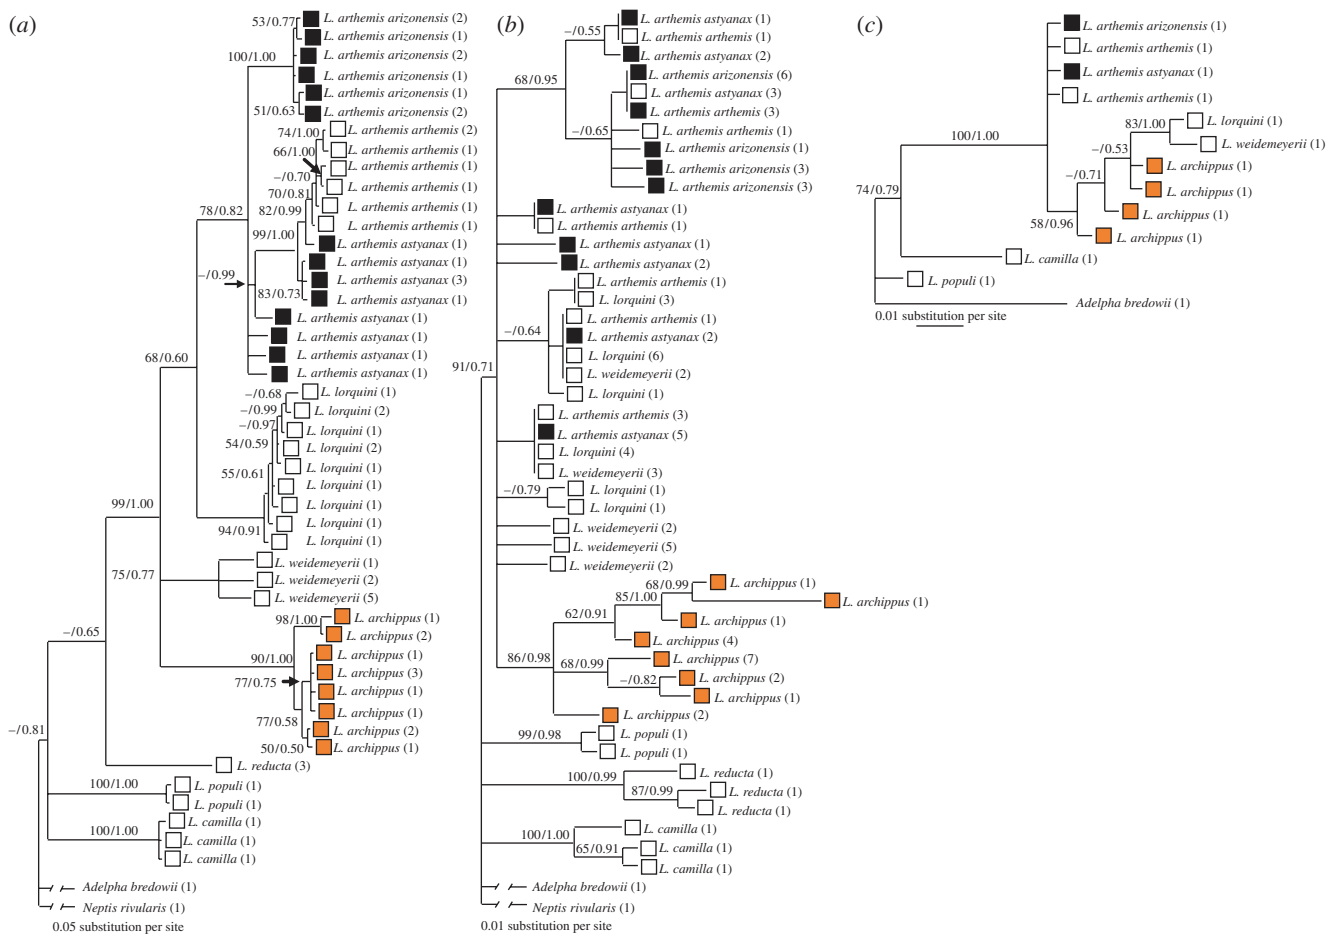 (a)
53/0.77
L. arthemis arizonensis (2)
L. arthemis arizonensis (1)
L. arthemis arizonensis (2)
100/1.00
L. arthemis arizonensis (1)
L. arthemis arizonensis (1)
51/0.63
L. arthemis arizonensis (2)
74/1.00
L. arthemis arthemis (2)
L. arthemis arthemis (1)
66/1.00
L. arthemis arthemis (1)
–/0.70
L. arthemis arthemis (1)
70/0.81
L. arthemis arthemis (1)
82/0.99
L. arthemis arthemis (1)
99/1.00
L. arthemis astyanax (1)
78/0.82
L. arthemis astyanax (1)
–/0.99
L. arthemis astyanax (3)
83/0.73
L. arthemis astyanax (1)
L. arthemis astyanax (1)
L. arthemis astyanax (1)
L. arthemis astyanax (1)
L. arthemis astyanax (1)
68/0.60
–/0.68
L. lorquini (1)
–/0.99
L. lorquini (2)
–/0.97
L. lorquini (1)
54/0.59
L. lorquini (2)
L. lorquini (1)
55/0.61
L. lorquini (1)
L. lorquini (1)
L. lorquini (1)
94/0.91
L. lorquini (1)
99/1.00
L. weidemeyerii (1)
75/0.77
L. weidemeyerii (2)
L. weidemeyerii (5)
98/1.00
L. archippus (1)
L. archippus (2)
–/0.65
90/1.00
L. archippus (1)
L. archippus (3)
77/0.75
L. archippus (1)
L. archippus (1)
77/0.58
L. archippus (2)
50/0.50
L. archippus (1)
–/0.81
L. reducta (3)
100/1.00
L. populi (1)
L. populi (1)
L. camilla (1)
100/1.00
L. camilla (1)
L. camilla (1)
Adelpha bredowii (1)
Neptis rivularis (1)
0.05 substitution per site
(b)
L. arthemis astyanax (1)
–/0.55
L. arthemis arthemis (1)
L. arthemis astyanax (2)
68/0.95
L. arthemis arizonensis (6)
L. arthemis astyanax (3)
L. arthemis arthemis (3)
–/0.65
L. arthemis arthemis (1)
L. arthemis arizonensis (1)
L. arthemis arizonensis (3)
L. arthemis arizonensis (3)
L. arthemis astyanax (1)
L. arthemis arthemis (1)
L. arthemis astyanax (1)
L. arthemis astyanax (2)
L. arthemis arthemis (1)
L. lorquini (3)
L. arthemis arthemis (1)
–/0.64
L. arthemis astyanax (2)
L. lorquini (6)
91/0.71
L. weidemeyerii (2)
L. lorquini (1)
L. arthemis arthemis (3)
L. arthemis astyanax (5)
L. lorquini (4)
L. weidemeyerii (3)
–/0.79
L. lorquini (1)
L. lorquini (1)
L. weidemeyerii (2)
L. weidemeyerii (5)
L. weidemeyerii (2)
68/0.99
L. archippus (1)
85/1.00
L. archippus (1)
62/0.91
L. archippus (1)
L. archippus (4)
86/0.98
68/0.99
L. archippus (7)
–/0.82
L. archippus (2)
L. archippus (1)
L. archippus (2)
99/0.98
L. populi (1)
L. populi (1)
100/0.99
L. reducta (1)
87/0.99
L. reducta (1)
L. reducta (1)
100/1.00
L. camilla (1)
65/0.91
L. camilla (1)
L. camilla (1)
Adelpha bredowii (1)
Neptis rivularis (1)
0.01 substitution per site
(c)
L. arthemis arizonensis (1)
L. arthemis arthemis (1)
L. arthemis astyanax (1)
L. arthemis arthemis (1)
100/1.00
83/1.00
L. lorquini (1)
L. weidemeyerii (1)
–/0.53
L. archippus (1)
–/0.71
L. archippus (1)
74/0.79
L. archippus (1)
58/0.96
L. archippus (1)
L. camilla (1)
L. populi (1)
Adelpha bredowii (1)
0.01 substitution per site